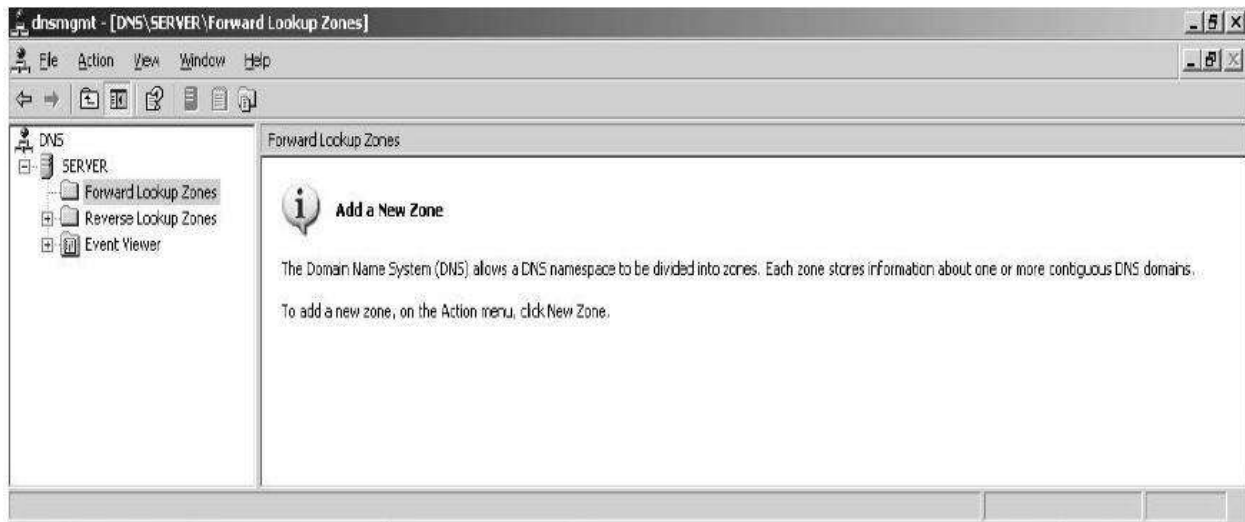 dnsmgmt - [DNS\SERVER\Forward Lookup Zones]
File Action View Window Help
DNS
SERVER
Forward Lookup Zones
Reverse Lookup Zones
Event Viewer
Forward Lookup Zones
Add a New Zone
The Domain Name System (DNS) allows a DNS namespace to be divided into zones. Each zone stores information about one or more contiguous DNS domains.
To add a new zone, on the Action menu, click New Zone.